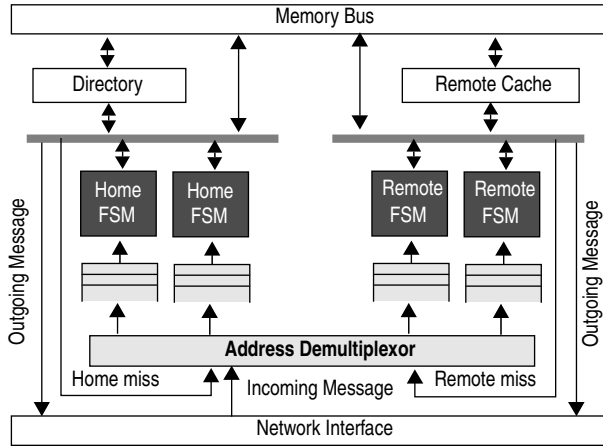 Memory Bus
Directory
Remote Cache
Home
FSM
Home
FSM
Remote
FSM
Remote
FSM
Outgoing Message
Outgoing Message
Address Demultiplexor
Home miss
Incoming Message
Remote miss
Network Interface